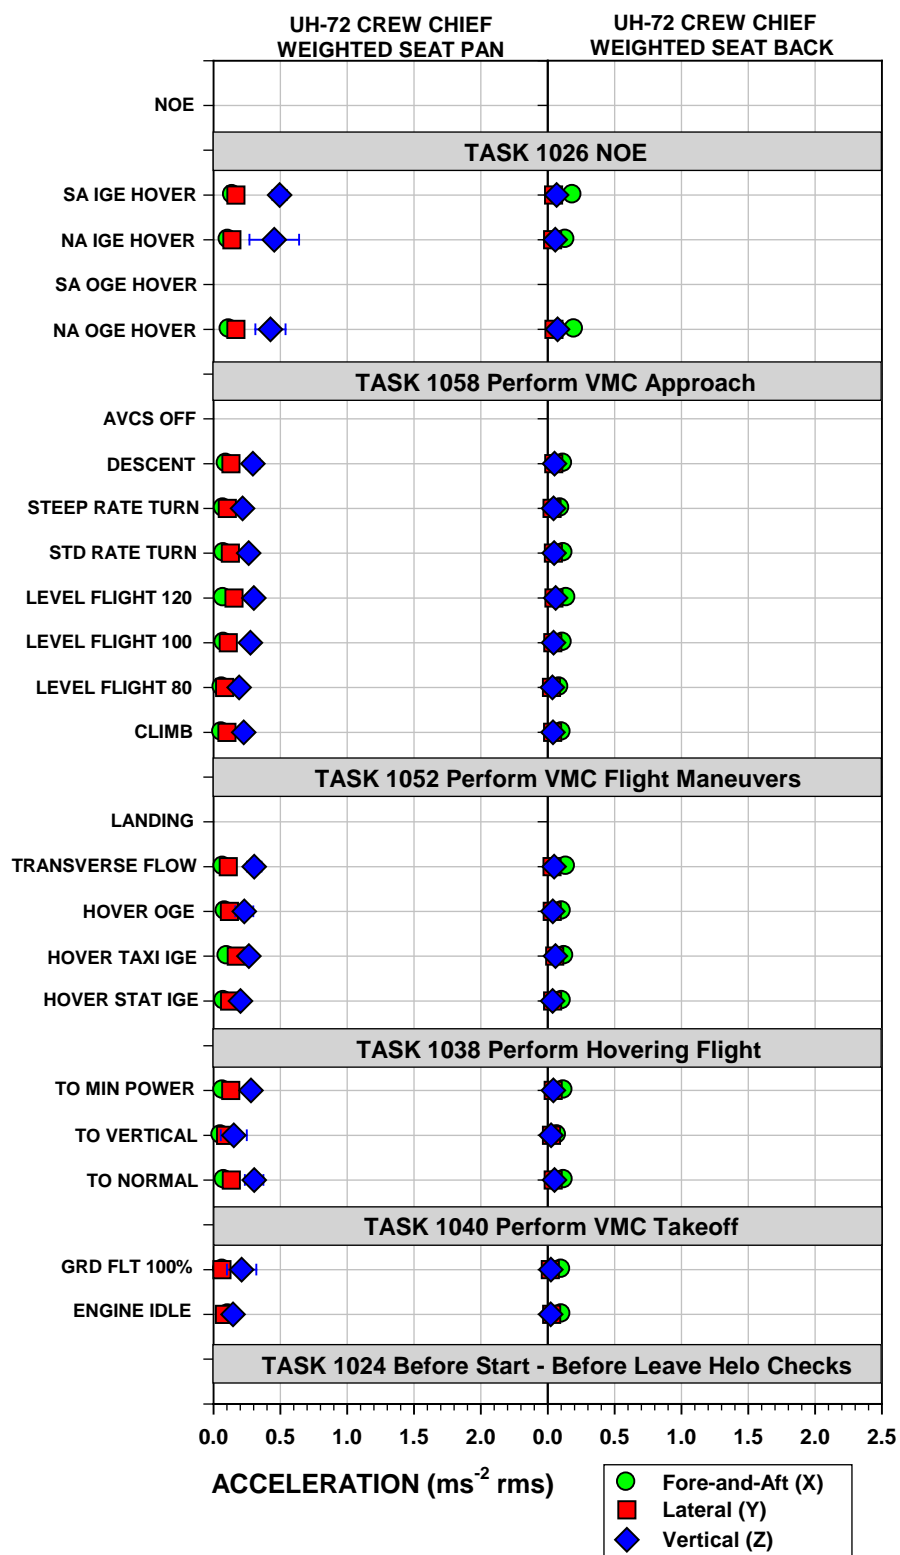 UH-72 CREW CHIEF
WEIGHTED SEAT PAN
UH-72 CREW CHIEF
WEIGHTED SEAT BACK
NOE
TASK 1026 NOE
SA IGE HOVER
NA IGE HOVER
SA OGE HOVER
NA OGE HOVER
TASK 1058 Perform VMC Approach
AVCS OFF
DESCENT
STEEP RATE TURN
STD RATE TURN
LEVEL FLIGHT 120
LEVEL FLIGHT 100
LEVEL FLIGHT 80
CLIMB
TASK 1052 Perform VMC Flight Maneuvers
LANDING
TRANSVERSE FLOW
HOVER OGE
HOVER TAXI IGE
HOVER STAT IGE
TASK 1038 Perform Hovering Flight
TO MIN POWER
TO VERTICAL
TO NORMAL
TASK 1040 Perform VMC Takeoff
GRD FLT 100%
ENGINE IDLE
TASK 1024 Before Start - Before Leave Helo Checks
0.0 0.5 1.0 1.5 2.0 0.0 0.5 1.0 1.5 2.0 2.5
ACCELERATION (ms⁻² rms)
Fore-and-Aft (X)
Lateral (Y)
Vertical (Z)